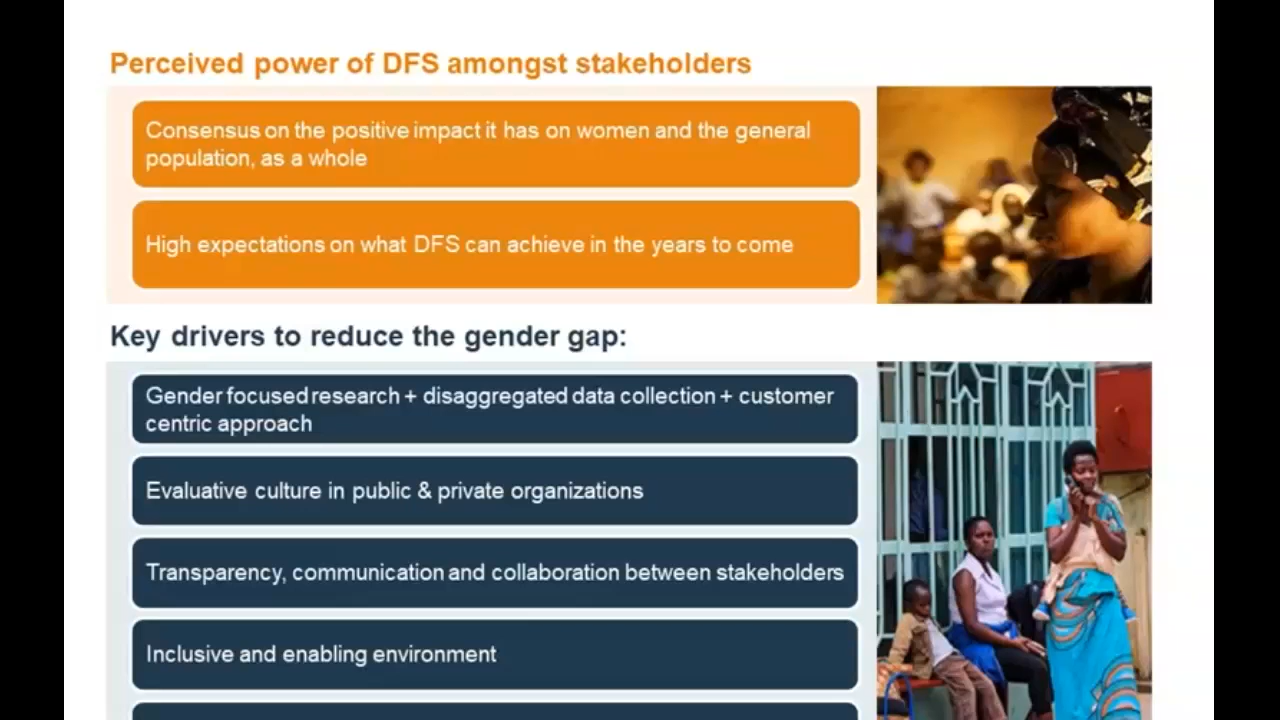 Perceived power of DFS amongst stakeholders
Consensus on the positive impact it has on women and the general
population, as a whole
High expectations on what DFS can achieve in the years to come
Key drivers to reduce the gender gap:
Gender focused research + disaggregated data collection + customer
centric approach
Evaluative culture in public & private organizations
Transparency, communication and collaboration between stakeholders
Inclusive and enabling environment